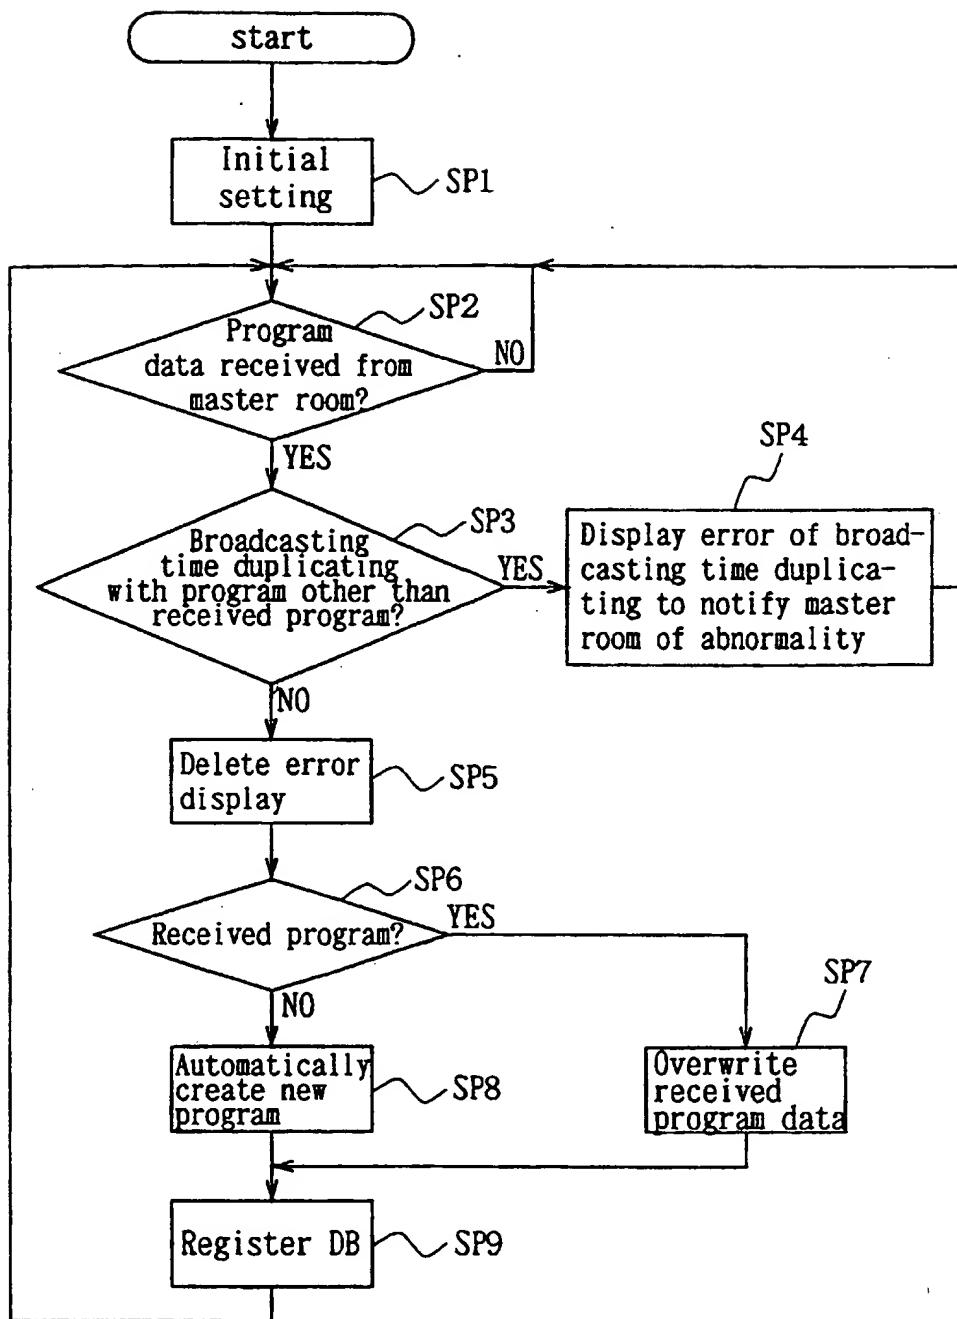 start
Initial
setting
SP1
SP2
Program
data received from
master room?
NO
YES
SP3
Broadcasting
time duplicating
with program other than
received program?
YES
SP4
Display error of broad-
casting time duplica-
ting to notify master
room of abnormality
NO
Delete error
display
SP5
SP6
Received program?
YES
NO
SP7
Automatically
create new
program
SP8
Overwrite
received
program data
Register DB
SP9